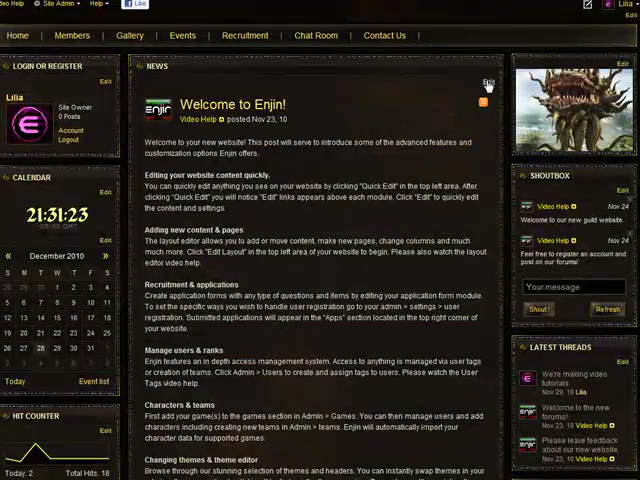 Video Help Site Admin Help Like Lilia
Edit
Home Members Gallery Events Recruitment Chat Room Contact Us
LOGIN OR REGISTER
Edit
Lilia
Site Owner
0 Posts
Account
Logout
CALENDAR
Edit
21:31:23
-05:00 GMT
Edit
« December 2010 »
S M T W T F S
28 29 30 1 2 3 4
5 6 7 8 9 10 11
12 13 14 15 16 17 18
19 20 21 22 23 24 25
26 27 28 29 30 31 1
Today Event list
HIT COUNTER
Edit
Today: 2 Total Hits: 18
NEWS
Welcome to Enjin!
Video Help posted Nov 23, 10
Welcome to your new website! This post will serve to introduce some of the advanced features and
customization options Enjin offers.
Editing your website content quickly.
You can quickly edit anything you see on your website by clicking "Quick Edit" in the top left area. After
clicking "Quick Edit" you will notice "Edit" links appears above each module. Click "Edit" to quickly edit
the content and settings.
Adding new content & pages
The layout editor allows you to add or move content, make new pages, change columns and much
much more. Click "Edit Layout" in the top left area of your website to begin. Please also watch the layout
editor video help.
Recruitment & applications
Create application forms with any type of questions and items by editing your application form module.
To set the specific ways you wish to handle user registration go to your admin > settings > user
registration. Submitted applications will appear in the "Apps" section located in the top right corner of
your website.
Manage users & ranks
Enjin features an in depth access management system. Access to anything is managed via user tags
or creation of teams. Click Admin > Users to create and assign tags to users. Please watch the User
Tags video help.
Characters & teams
First add your game(s) to the games section in Admin > Games. You can then manage users and add
characters including creating new teams in Admin > teams. Enjin will automatically import your
character data for supported games.
Changing themes & theme editor
Browse through our stunning selection of themes and headers. You can instantly swap themes in your
Edit
SHOUTBOX
Edit
Video Help Nov 24
Welcome to our new guild website.
Video Help Nov 24
Feel free to register an account and
post on our forums!
Your message
Shout! Refresh
LATEST THREADS
Edit
We're making video
tutorials
Nov 29, 10 Lilia
Welcome to the new
forums!
Nov 23, 10 Video Help
Please leave feedback
about our new website.
Nov 23, 10 Video Help